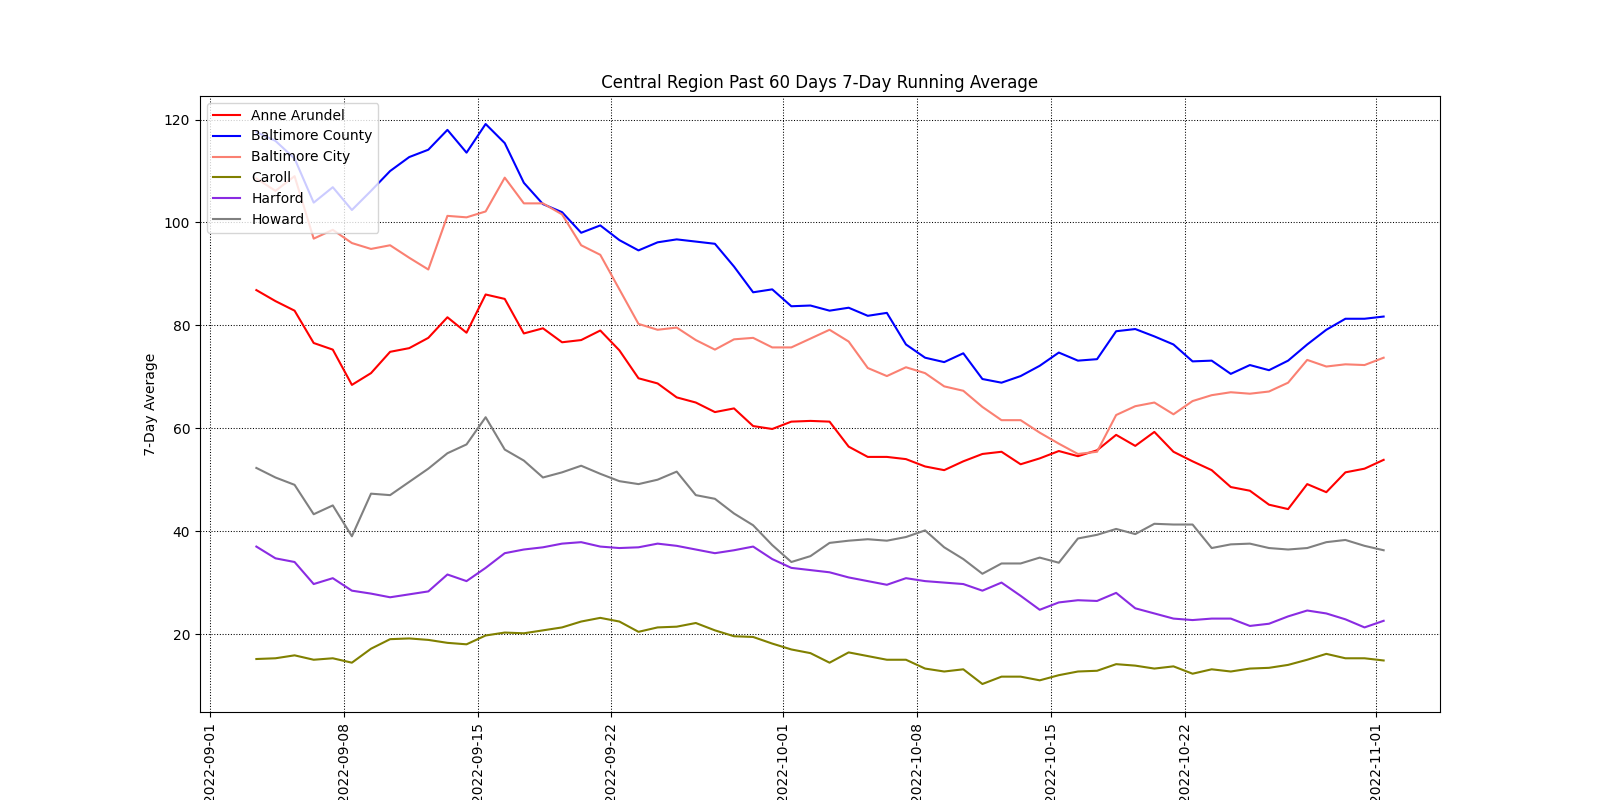 Central Region Past 60 Days 7-Day Running Average
Anne Arundel
Baltimore County
Baltimore City
Caroll
Harford
Howard
7-Day Average
120
100
80
60
40
20
2022-09-01
2022-09-08
2022-09-15
2022-09-22
2022-10-01
2022-10-08
2022-10-15
2022-10-22
2022-11-01